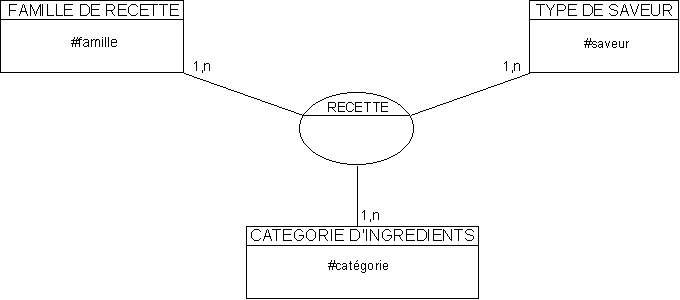 FAMILLE DE RECETTE
#famille
TYPE DE SAVEUR
#saveur
1,n
1,n
RECETTE
1,n
CATEGORIE D'INGREDIENTS
#catégorie